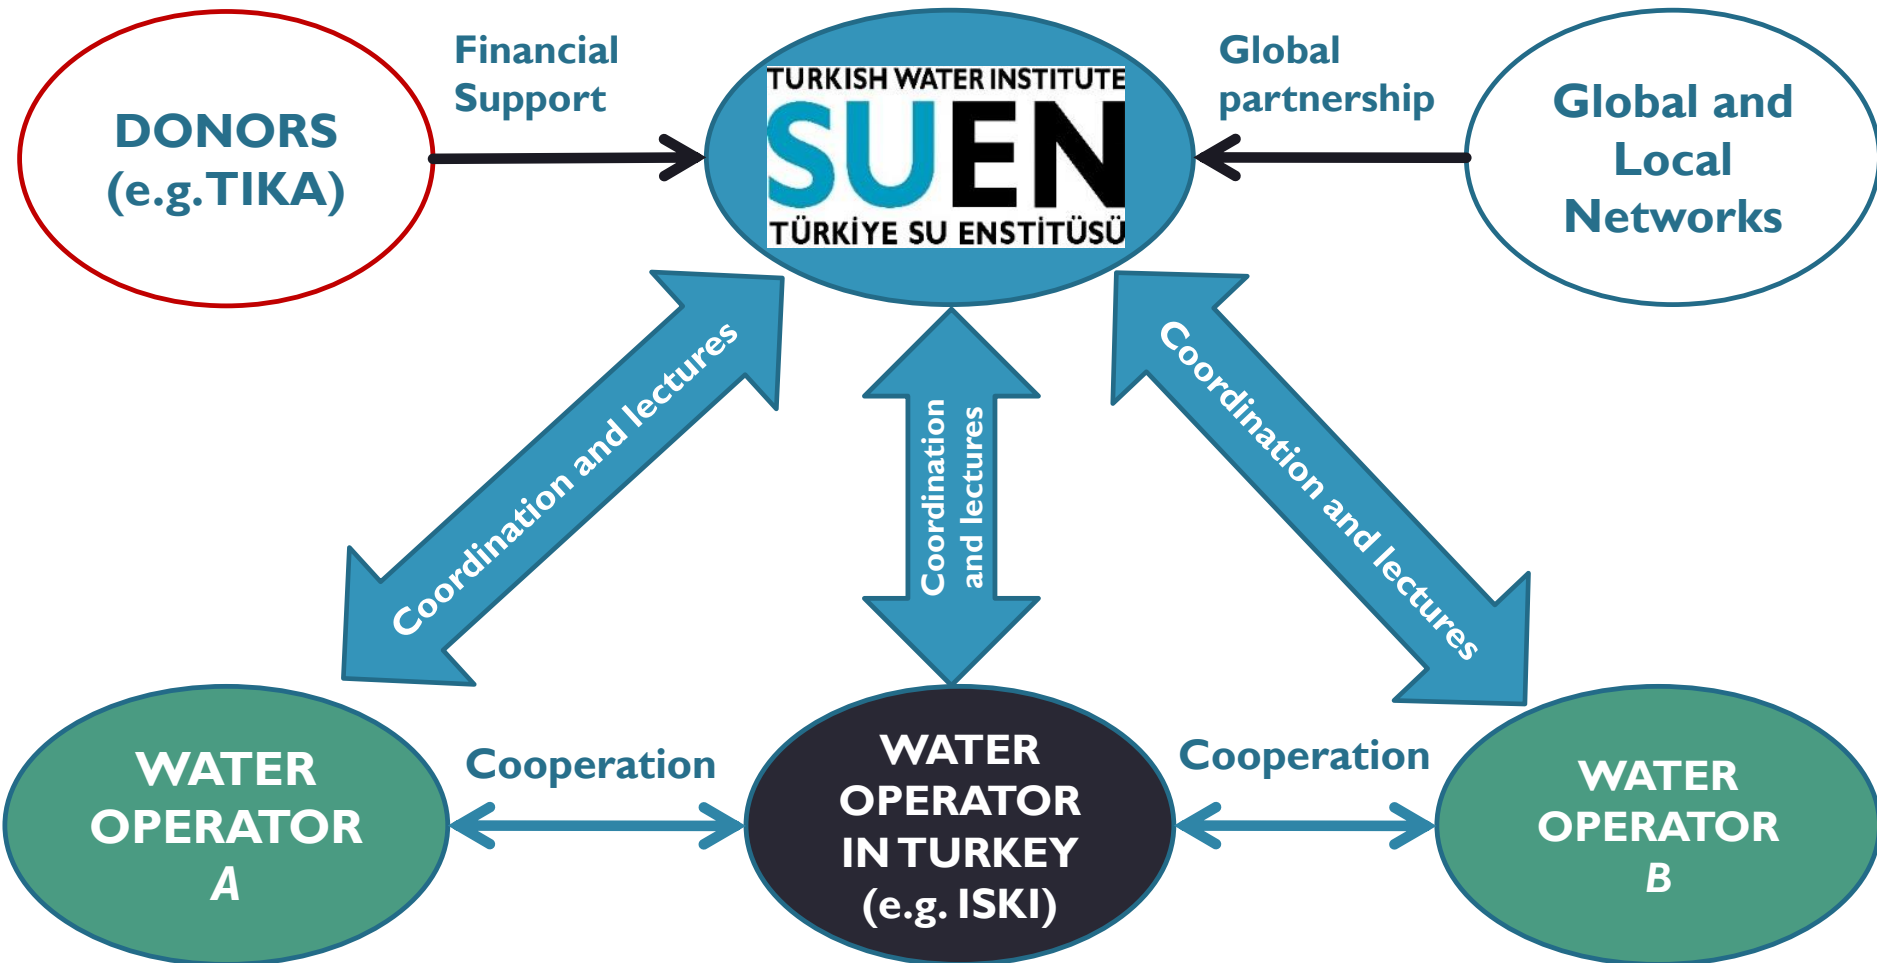 DONORS
(e.g. TIKA)
Financial
Support
TURKISH WATER INSTITUTE
SUEN
TÜRKİYE SU ENSTİTÜSÜ
Global
partnership
Global and
Local
Networks
Coordination and lectures
Coordination
and lectures
Coordination and lectures
WATER
OPERATOR
A
Cooperation
WATER
OPERATOR
IN TURKEY
(e.g. ISKI)
Cooperation
WATER
OPERATOR
B